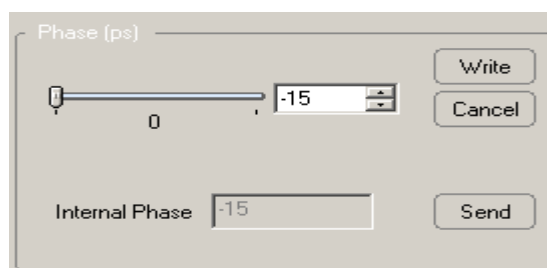 Phase (ps)
Write
-15
Cancel
0
Internal Phase -15 Send